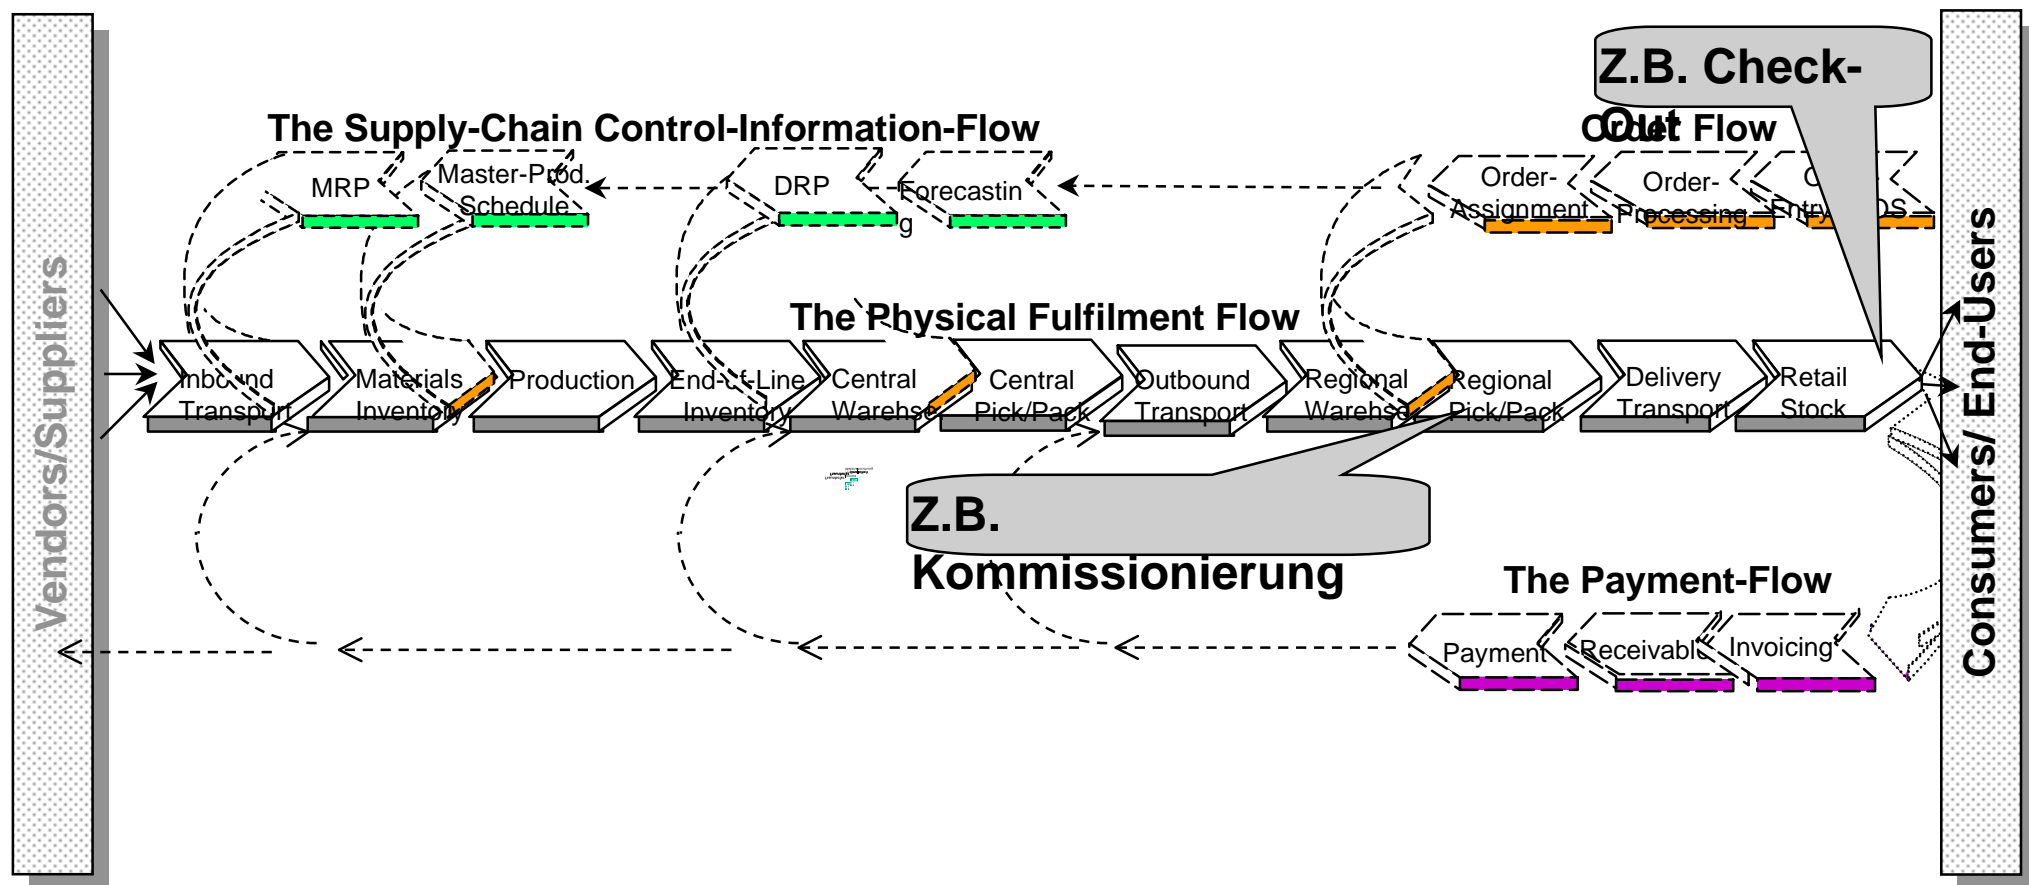 Z.B. Check-
Out
The Supply-Chain Control-Information-Flow
Order Flow
MRP
Master-Prod.
Schedule
DRP
Forecastin
g
Order-
Assignment
Order-
Processing
Entry
The Physical Fulfilment Flow
Vendors/Suppliers
Consumers/ End-Users
Inbound
Transport
Materials
Inventory
Production
End-of-Line
Inventory
Central
Warehse
Central
Pick/Pack
Outbound
Transport
Regional
Warehse
Regional
Pick/Pack
Delivery
Transport
Retail
Stock
Z.B.
Kommissionierung
The Payment-Flow
Payment
Receivable
Invoicing